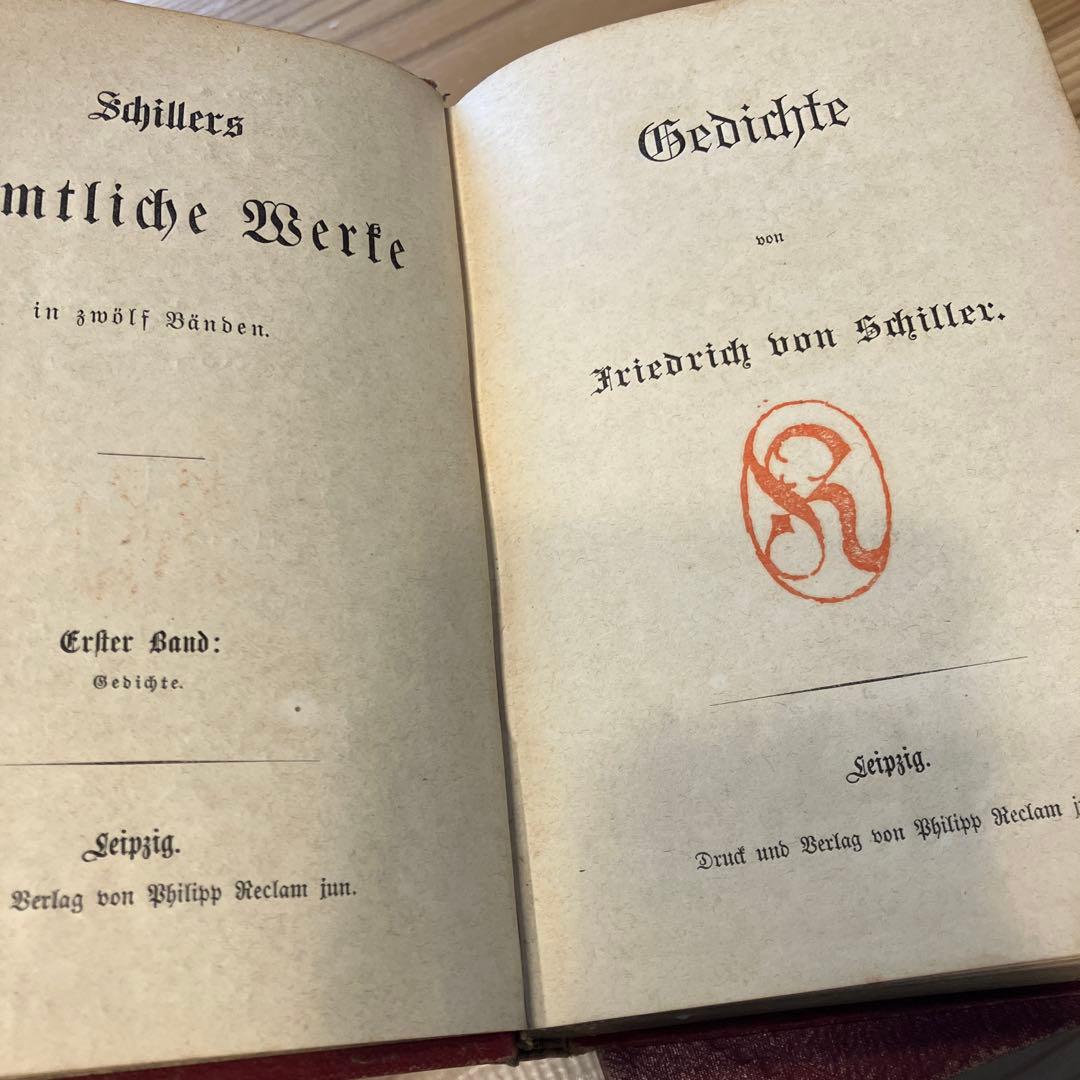 Schillers
mtliche Werke
in zwölf Bänden.
Erster Band:
Gedichte.
Leipzig.
Verlag von Philipp Reclam jun.
Gedichte
von
Friedrich von Schiller.
Leipzig.
Druck und Verlag von Philipp Reclam j